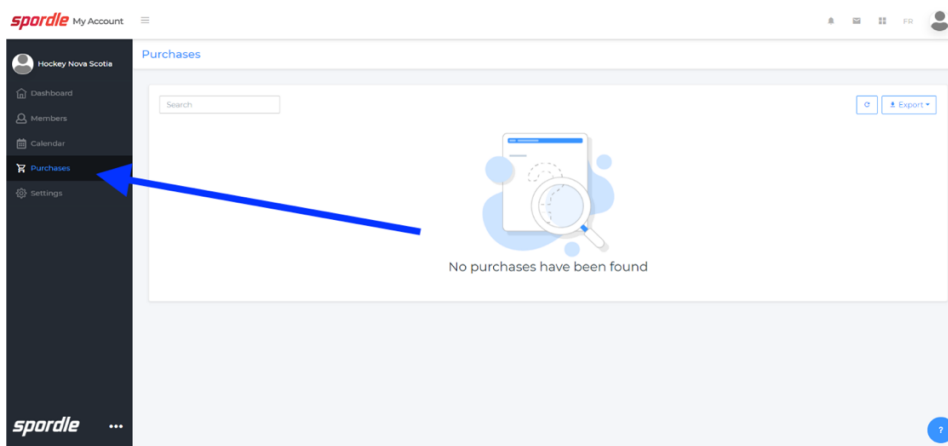 spordle My Account
FR
Hockey Nova Scotia
Dashboard
Members
Calendar
Purchases
Settings
spordle
Purchases
Search
Export
No purchases have been found
?